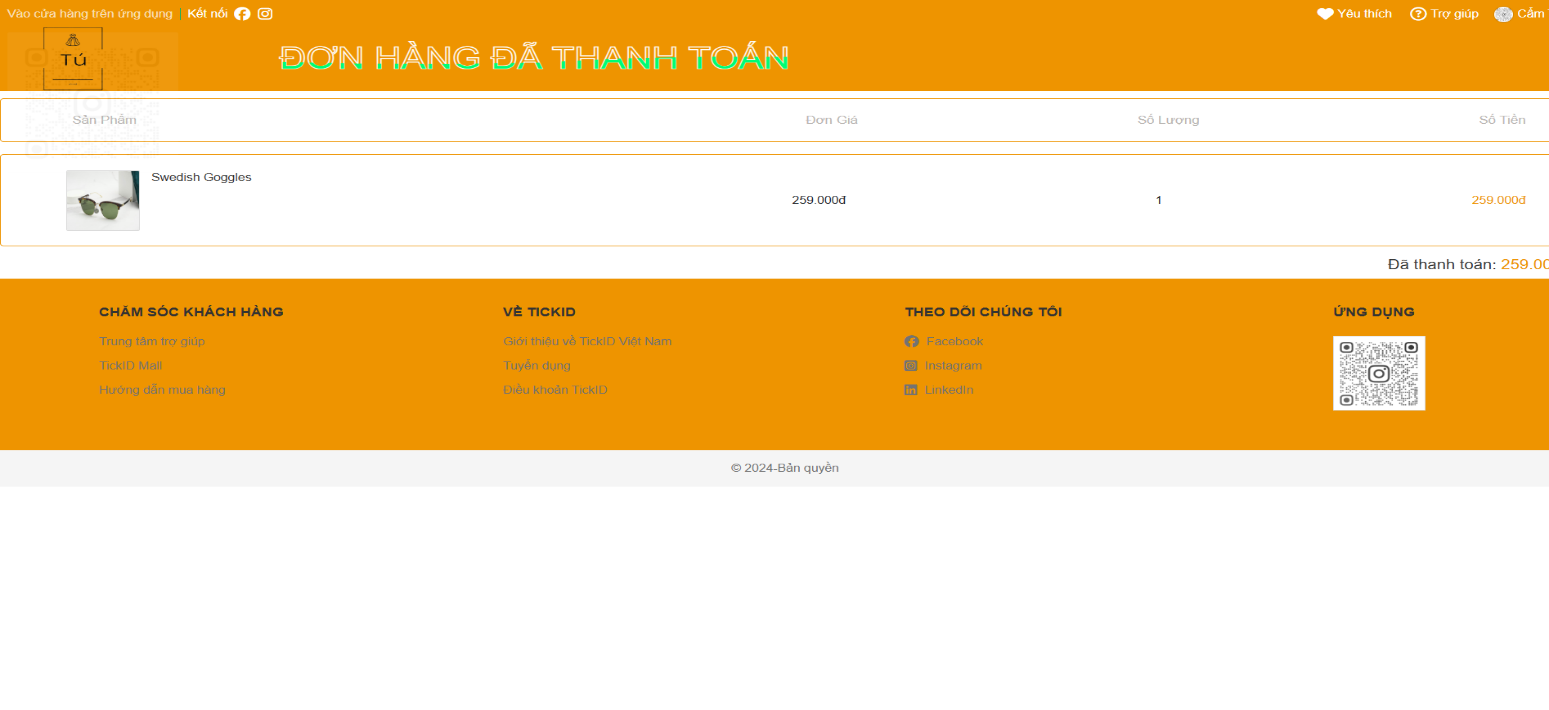 Vào cửa hàng trên ứng dụng | Kết nối Yêu thích Trợ giúp Cẩm
Tú
ĐƠN HÀNG ĐÃ THANH TOÁN
Sản Phẩm Đơn Giá Số Lượng Số Tiền
Swedish Goggles
259.000đ 1 259.000đ
Đã thanh toán: 259.00
CHĂM SÓC KHÁCH HÀNG VỀ TICKID THEO DÕI CHÚNG TÔI ỨNG DỤNG
Trung tâm trợ giúp Giới thiệu về TickID Việt Nam Facebook
TickID Mall Tuyển dụng Instagram
Hướng dẫn mua hàng Điều khoản TickID LinkedIn
© 2024-Bản quyền